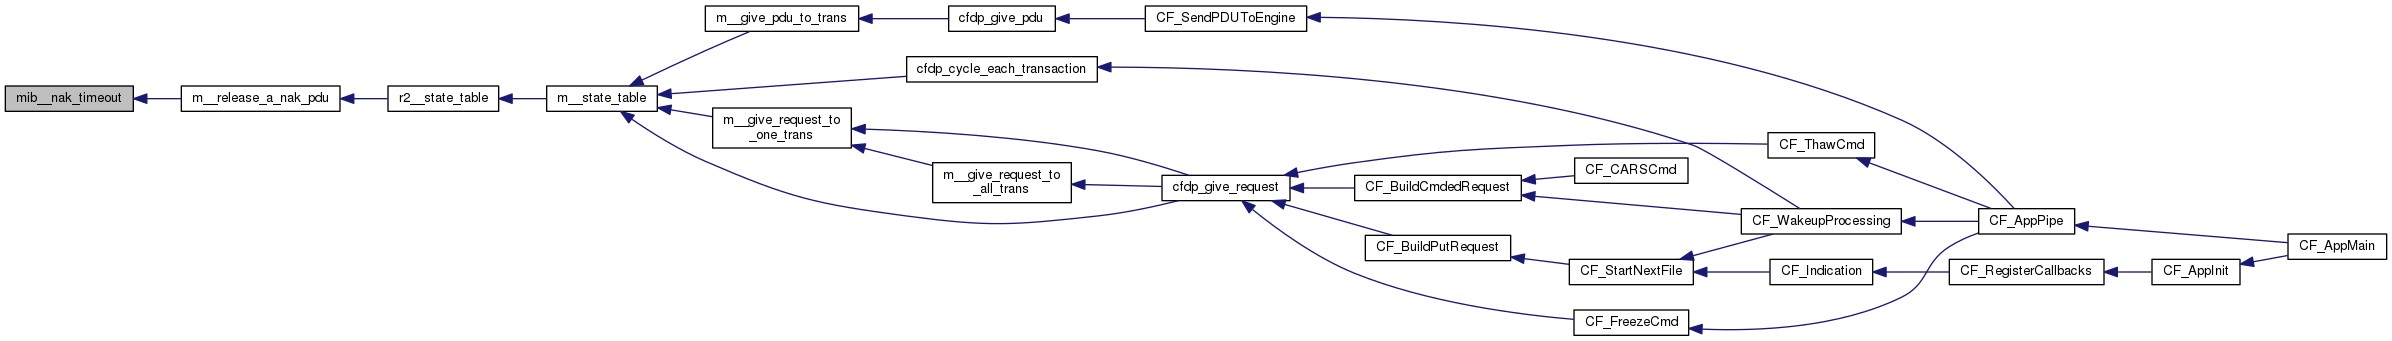 m__give_pdu_to_trans
cfdp_give_pdu
CF_SendPDUToEngine
cfdp_cycle_each_transaction
mib__nak_timeout
m__release_a_nak_pdu
r2__state_table
m__state_table
m__give_request_to
_one_trans
CF_ThawCmd
m__give_request_to
_all_trans
cfdp_give_request
CF_BuildCmdedRequest
CF_CARSCmd
CF_WakeupProcessing
CF_AppPipe
CF_BuildPutRequest
CF_AppMain
CF_StartNextFile
CF_Indication
CF_RegisterCallbacks
CF_AppInit
CF_FreezeCmd